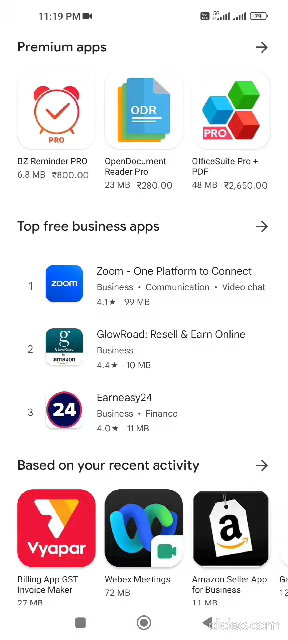 11:19 PM
79
Premium apps
ODR
PRO
PRO
BZ Reminder PRO
6.8 MB ₹800.00
OpenDocument
Reader Pro
23 MB ₹280.00
OfficeSuite Pro +
PDF
48 MB ₹2,650.00
Top free business apps
1
zoom
Zoom - One Platform to Connect
Business • Communication • Video chat
4.1★ 99 MB
2
g
amazon
GlowRoad: Resell & Earn Online
Business
4.4★ 10 MB
3
24
Earneasy24
Business • Finance
4.0★ 11 MB
Based on your recent activity
Vyapar
a
Billing App GST
Invoice Maker
27 MB
Webex Meetings
72 MB
Amazon Seller App
for Business
11 MB